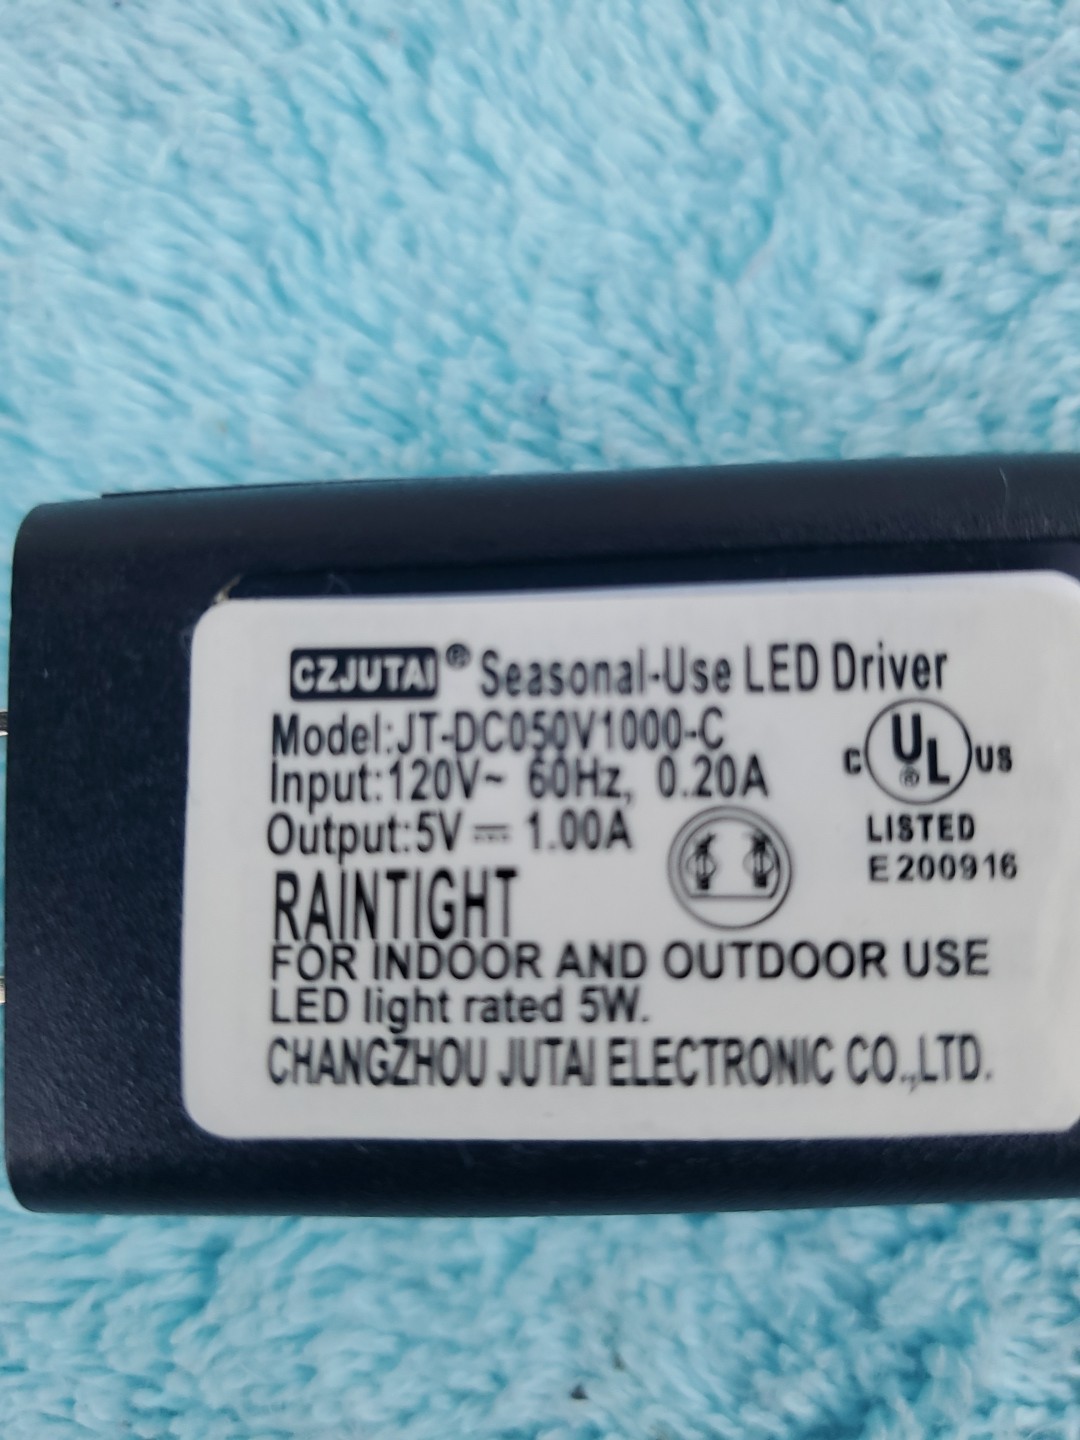 CZJUTAI® Seasonal-Use LED Driver
Model:JT-DC050V1000-C
Input:120V~ 60Hz, 0.20A
Output:5V⎓ 1.00A
C UL® US
LISTED
E200916
RAINTIGHT
FOR INDOOR AND OUTDOOR USE
LED light rated 5W.
CHANGZHOU JUTAI ELECTRONIC CO.,LTD.